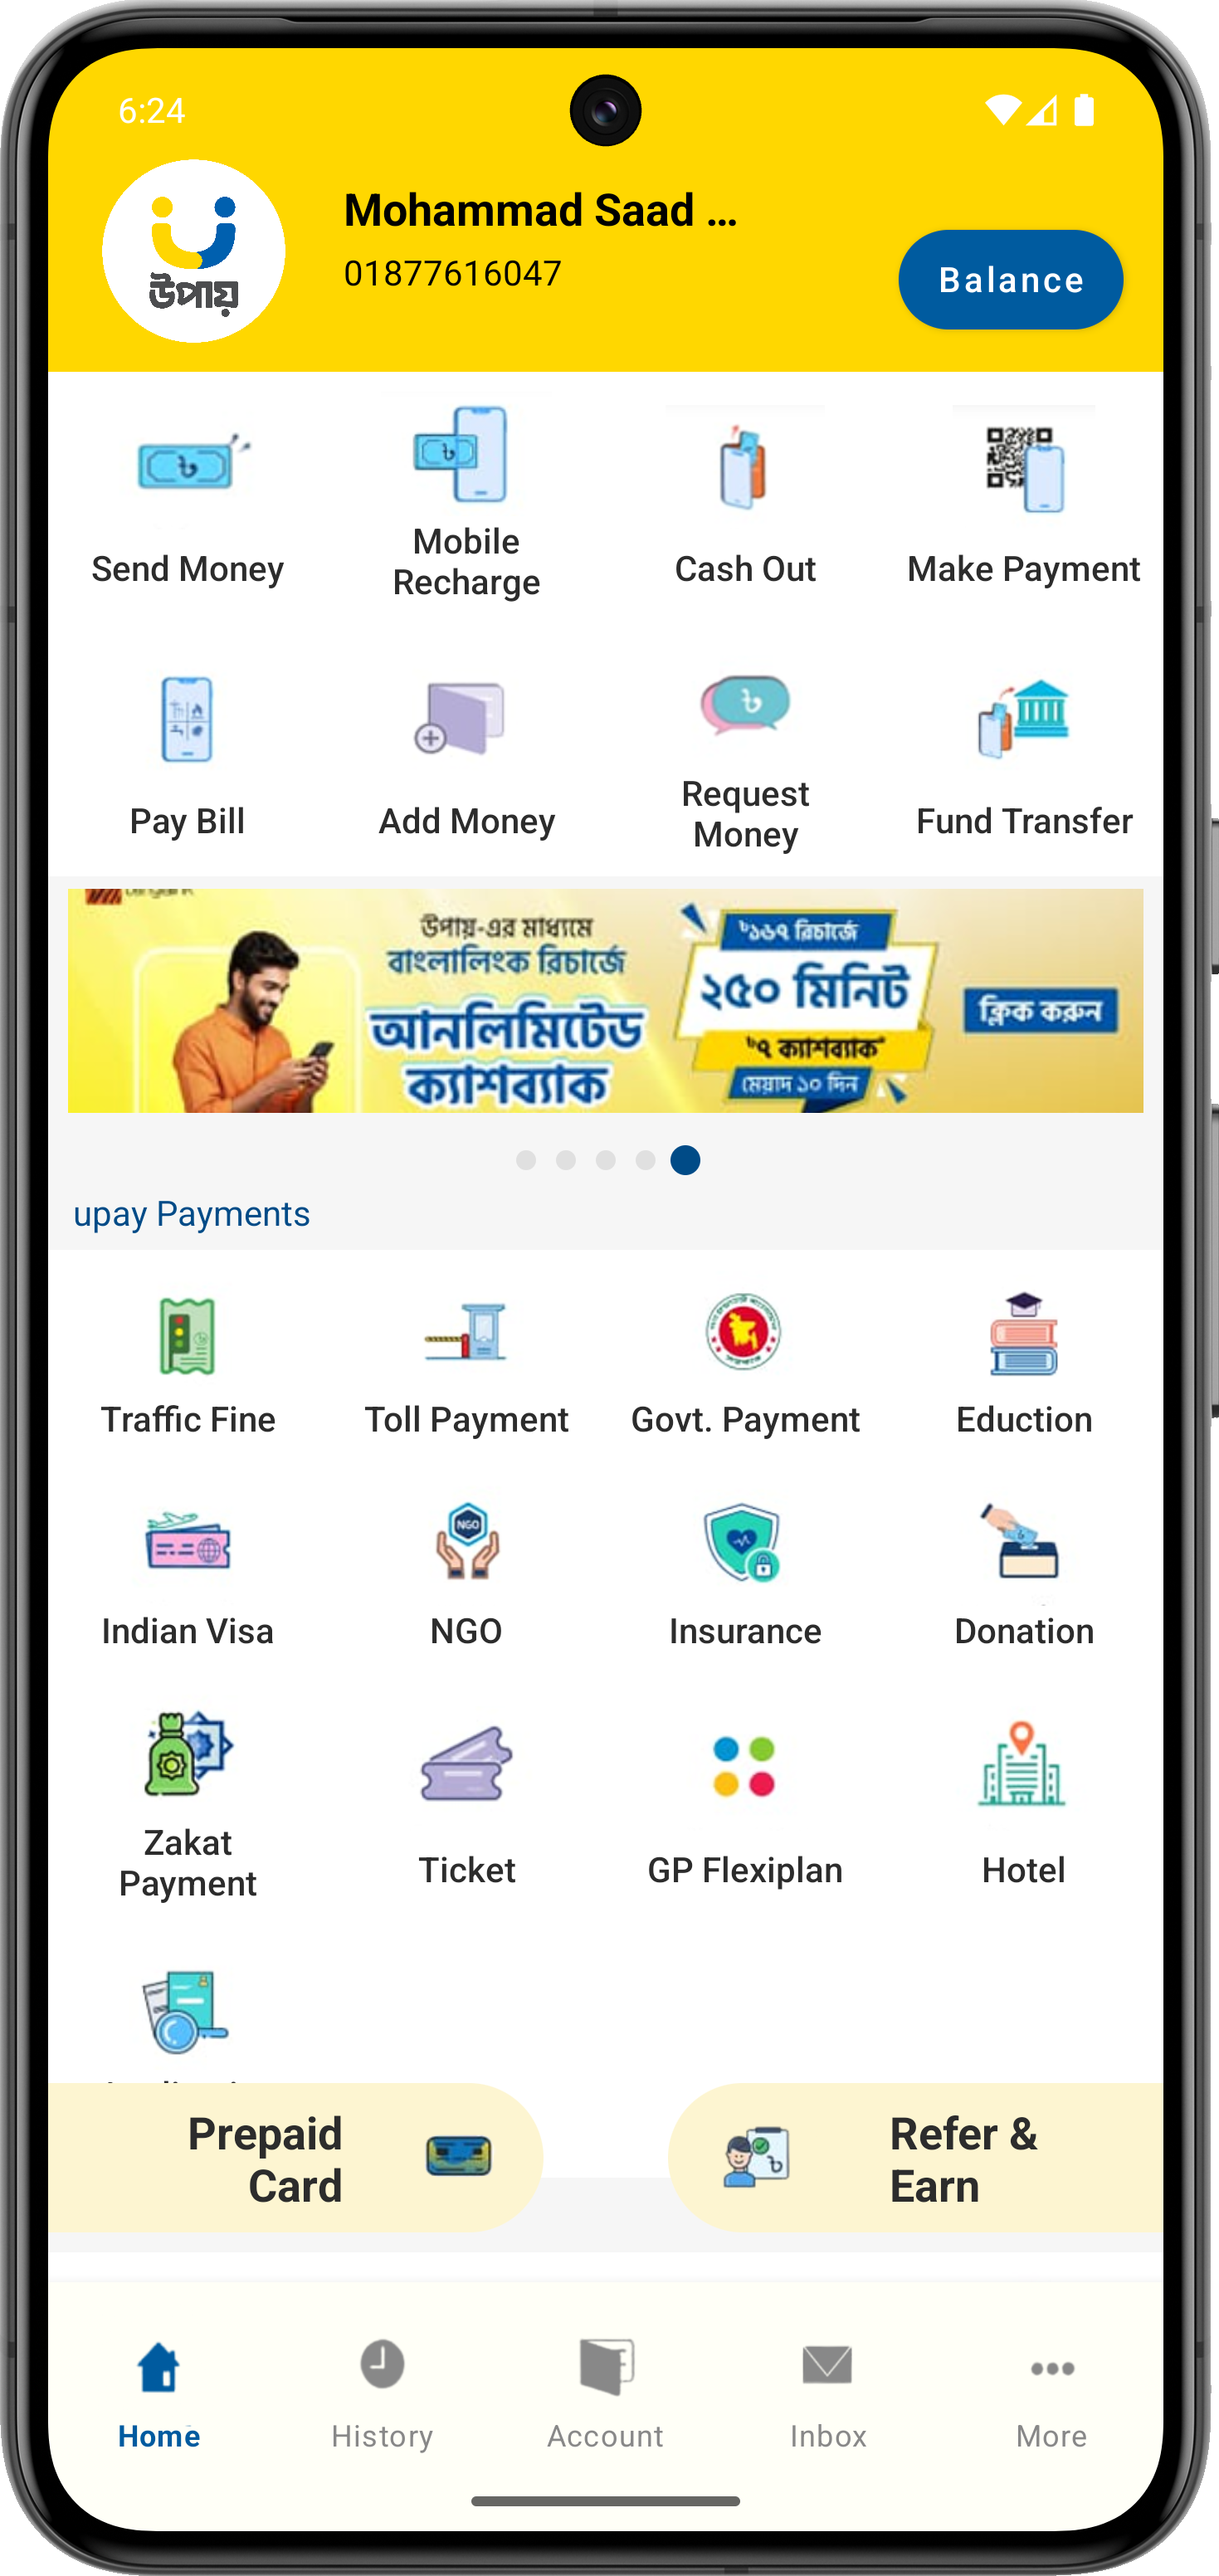 6:24
উপায়
Mohammad Saad ...
01877616047
Balance
Send Money
Mobile
Recharge
Cash Out
Make Payment
Pay Bill
Add Money
Request
Money
Fund Transfer
উপায়-এর মাধ্যমে
বাংলালিংক রিচার্জে
আনলিমিটেড
ক্যাশব্যাক
৳১৬৭ রিচার্জে
২৫০ মিনিট
৳৭ ক্যাশব্যাক*
মেয়াদ ১০ দিন
ক্লিক করুন
upay Payments
Traffic Fine
Toll Payment
Govt. Payment
Eduction
Indian Visa
NGO
NGO
Insurance
Donation
Zakat
Payment
Ticket
GP Flexiplan
Hotel
Prepaid
Card
Refer &
Earn
Home
History
Account
Inbox
More